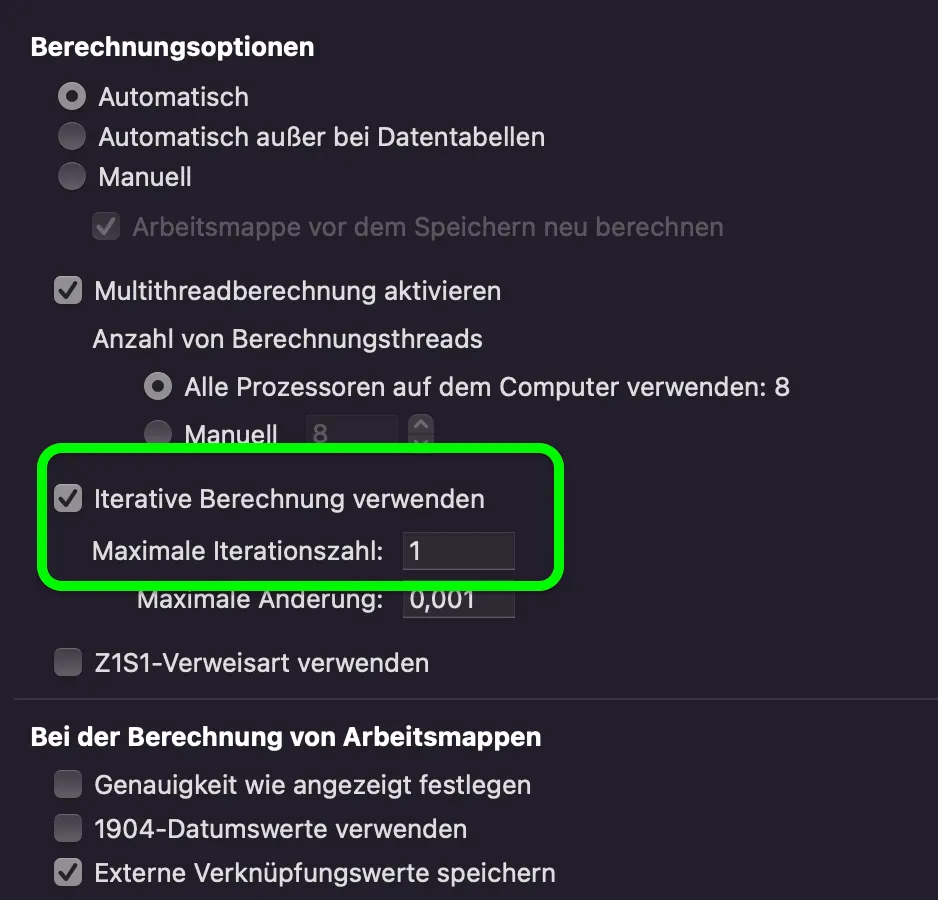 Berechnungsoptionen
Automatisch
Automatisch außer bei Datentabellen
Manuell
Arbeitsmappe vor dem Speichern neu berechnen
Multithreadberechnung aktivieren
Anzahl von Berechnungsthreads
Alle Prozessoren auf dem Computer verwenden: 8
Manuell 8
Iterative Berechnung verwenden
Maximale Iterationszahl: 1
Maximale Änderung: 0,001
Z1S1-Verweisart verwenden
Bei der Berechnung von Arbeitsmappen
Genauigkeit wie angezeigt festlegen
1904-Datumswerte verwenden
Externe Verknüpfungswerte speichern